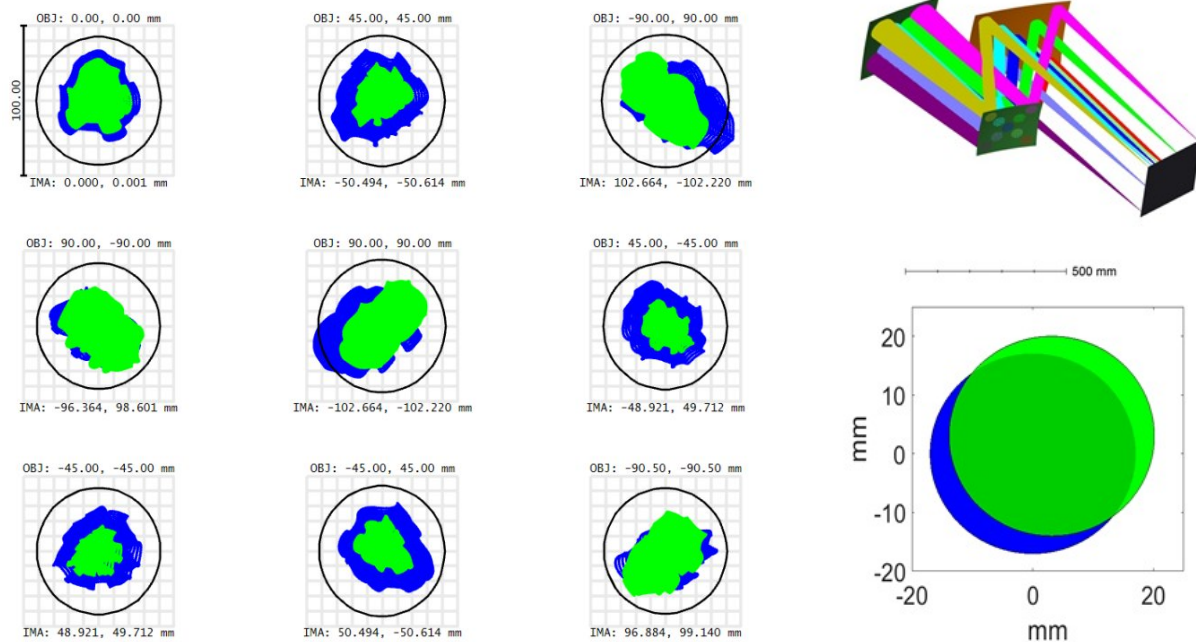 OBJ: 0.00, 0.00 mm
100.00
IMA: 0.000, 0.001 mm
OBJ: 45.00, 45.00 mm
IMA: -50.494, -50.614 mm
OBJ: -90.00, 90.00 mm
IMA: 102.664, -102.220 mm
OBJ: 90.00, -90.00 mm
IMA: -96.364, 98.601 mm
OBJ: 90.00, 90.00 mm
IMA: -102.664, -102.220 mm
OBJ: 45.00, -45.00 mm
IMA: -48.921, 49.712 mm
OBJ: -45.00, -45.00 mm
IMA: 48.921, 49.712 mm
OBJ: -45.00, 45.00 mm
IMA: 50.494, -50.614 mm
OBJ: -90.50, -90.50 mm
IMA: 96.884, 99.140 mm
500 mm
20
10
0
-10
-20
mm
-20
0
20
mm